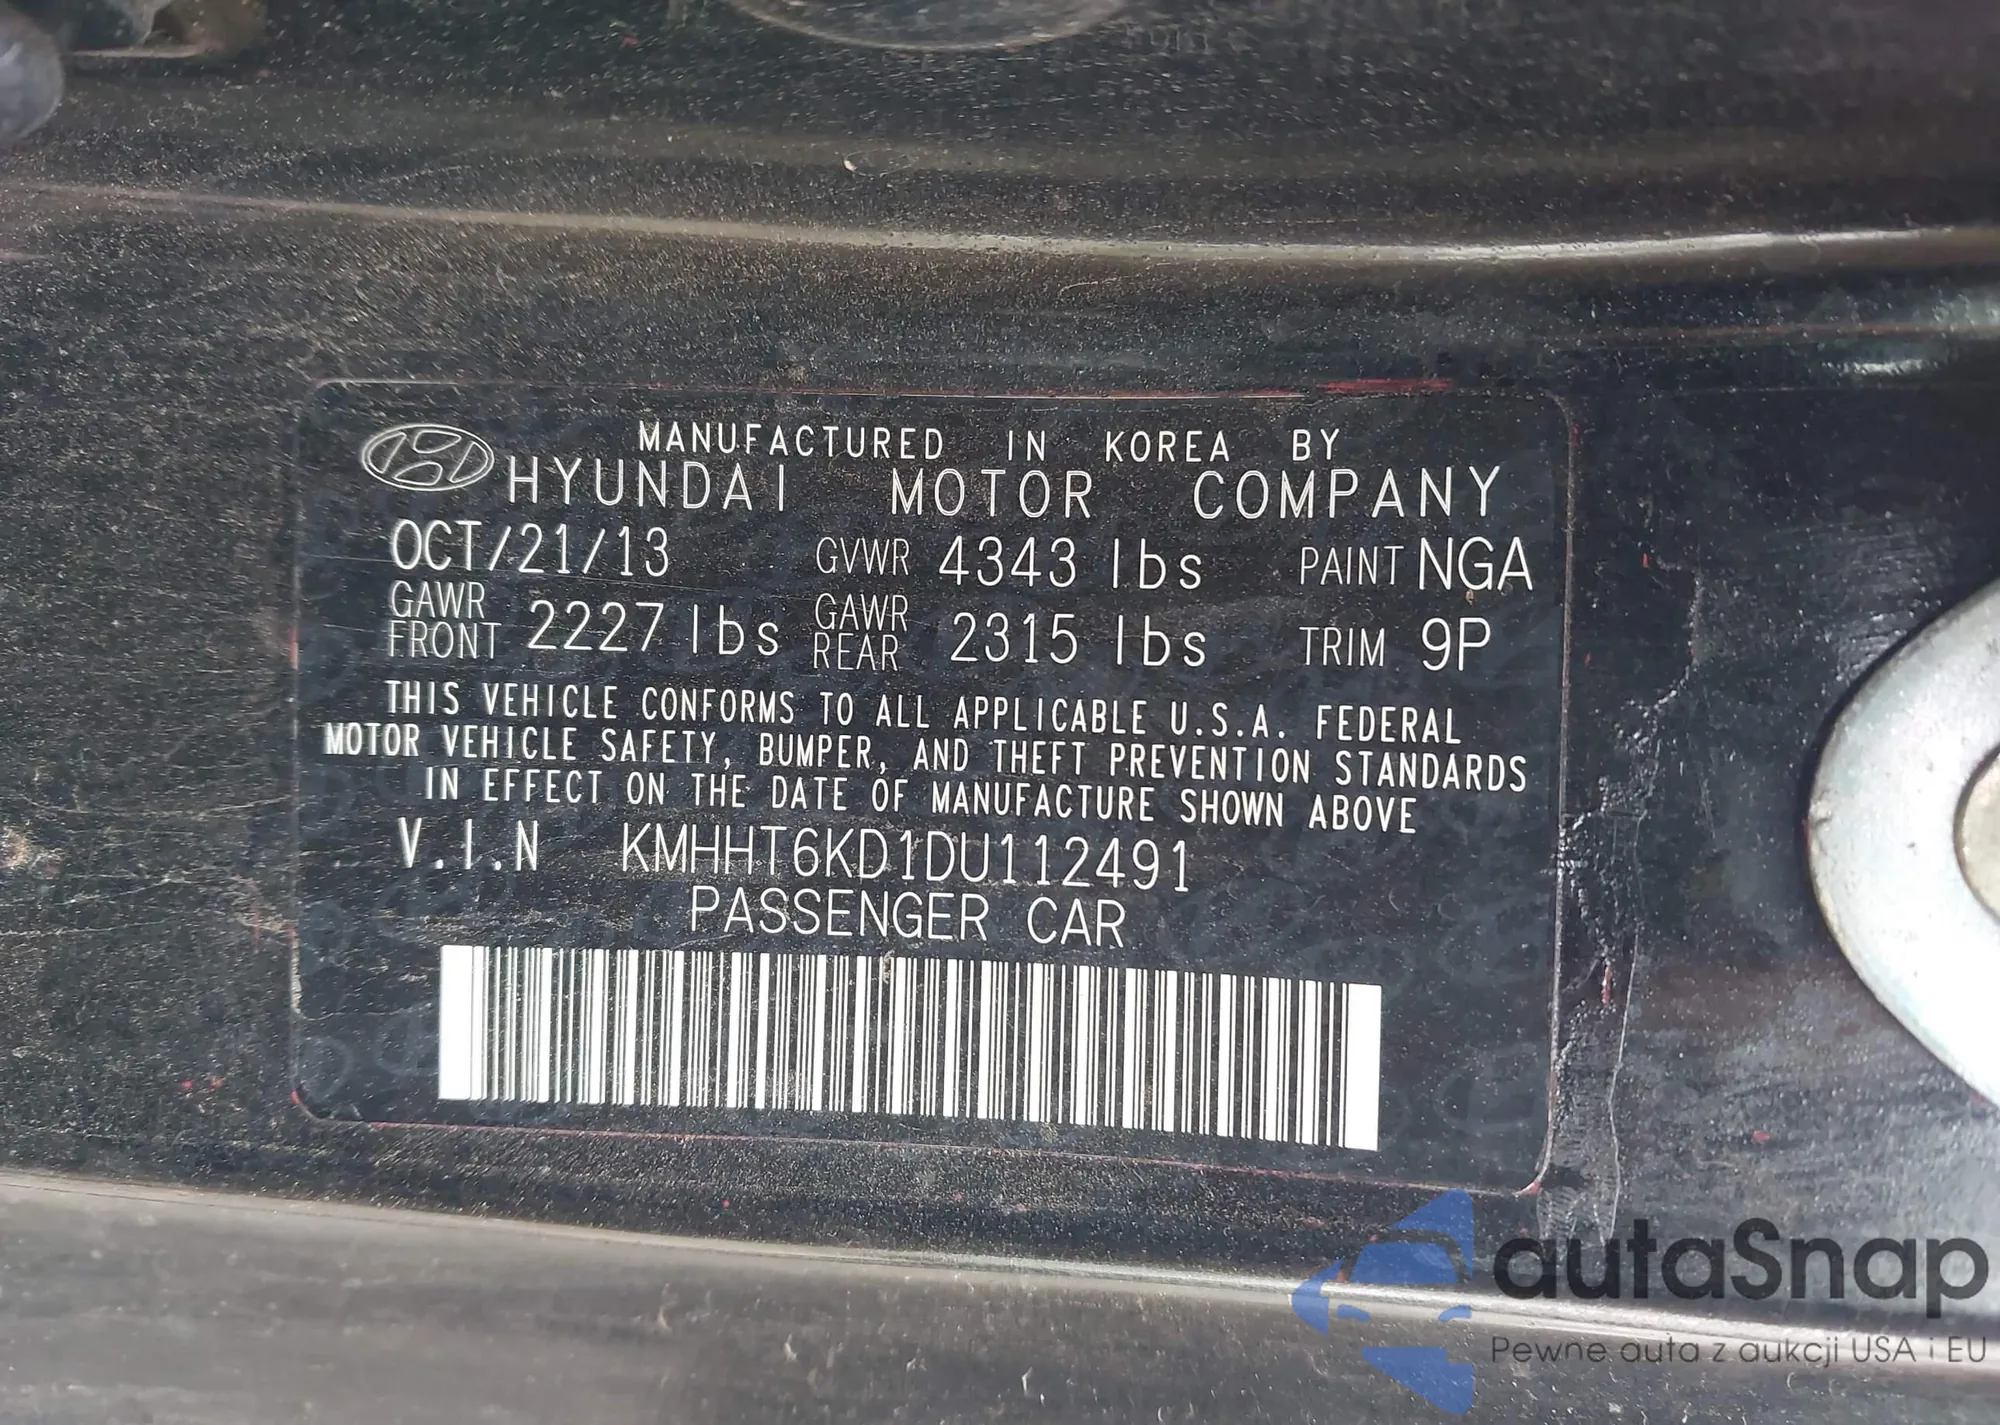 MANUFACTURED IN KOREA BY
HYUNDAI MOTOR COMPANY
OCT/21/13 GVWR 4343 lbs PAINT NGA
GAWR FRONT 2227 lbs GAWR REAR 2315 lbs TRIM 9P
THIS VEHICLE CONFORMS TO ALL APPLICABLE U.S.A. FEDERAL
MOTOR VEHICLE SAFETY, BUMPER, AND THEFT PREVENTION STANDARDS
IN EFFECT ON THE DATE OF MANUFACTURE SHOWN ABOVE
V.I.N KMHHT6KD1DU112491
PASSENGER CAR
autaSnap
Pewne auta z aukcji USA i EU